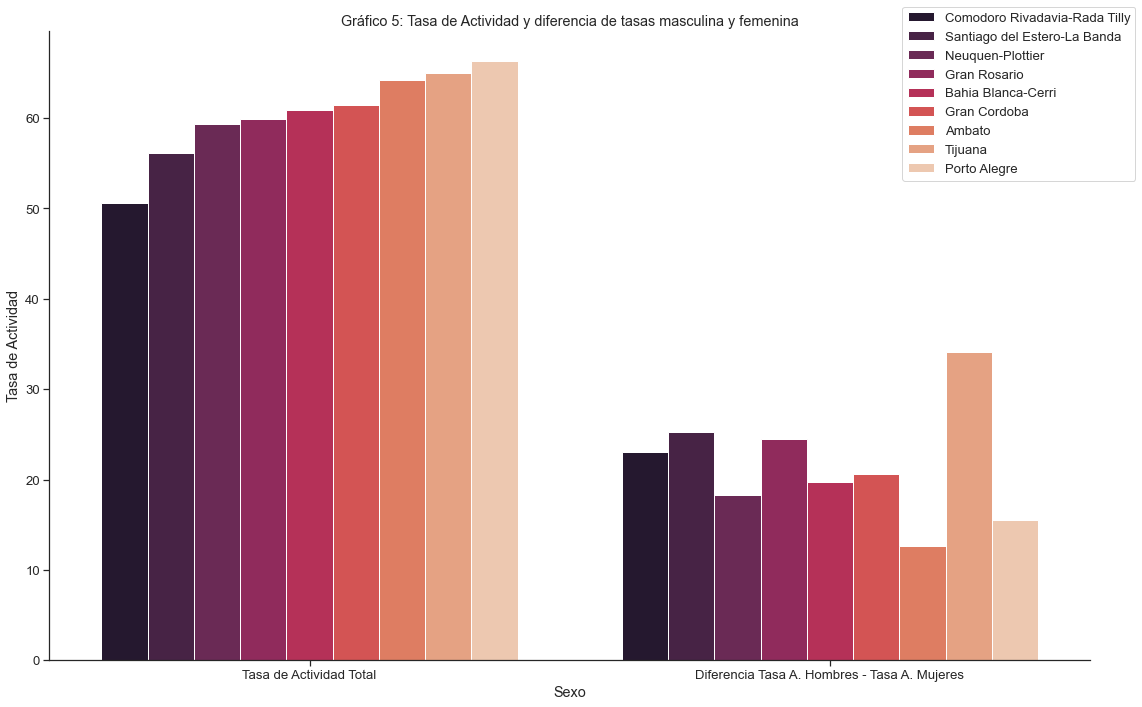 Gráfico 5: Tasa de Actividad y diferencia de tasas masculina y femenina
Comodoro Rivadavia-Rada Tilly
Santiago del Estero-La Banda
Neuquen-Plottier
Gran Rosario
Bahia Blanca-Cerri
Gran Cordoba
Ambato
Tijuana
Porto Alegre
Tasa de Actividad
60
50
40
30
20
10
0
Tasa de Actividad Total
Diferencia Tasa A. Hombres - Tasa A. Mujeres
Sexo